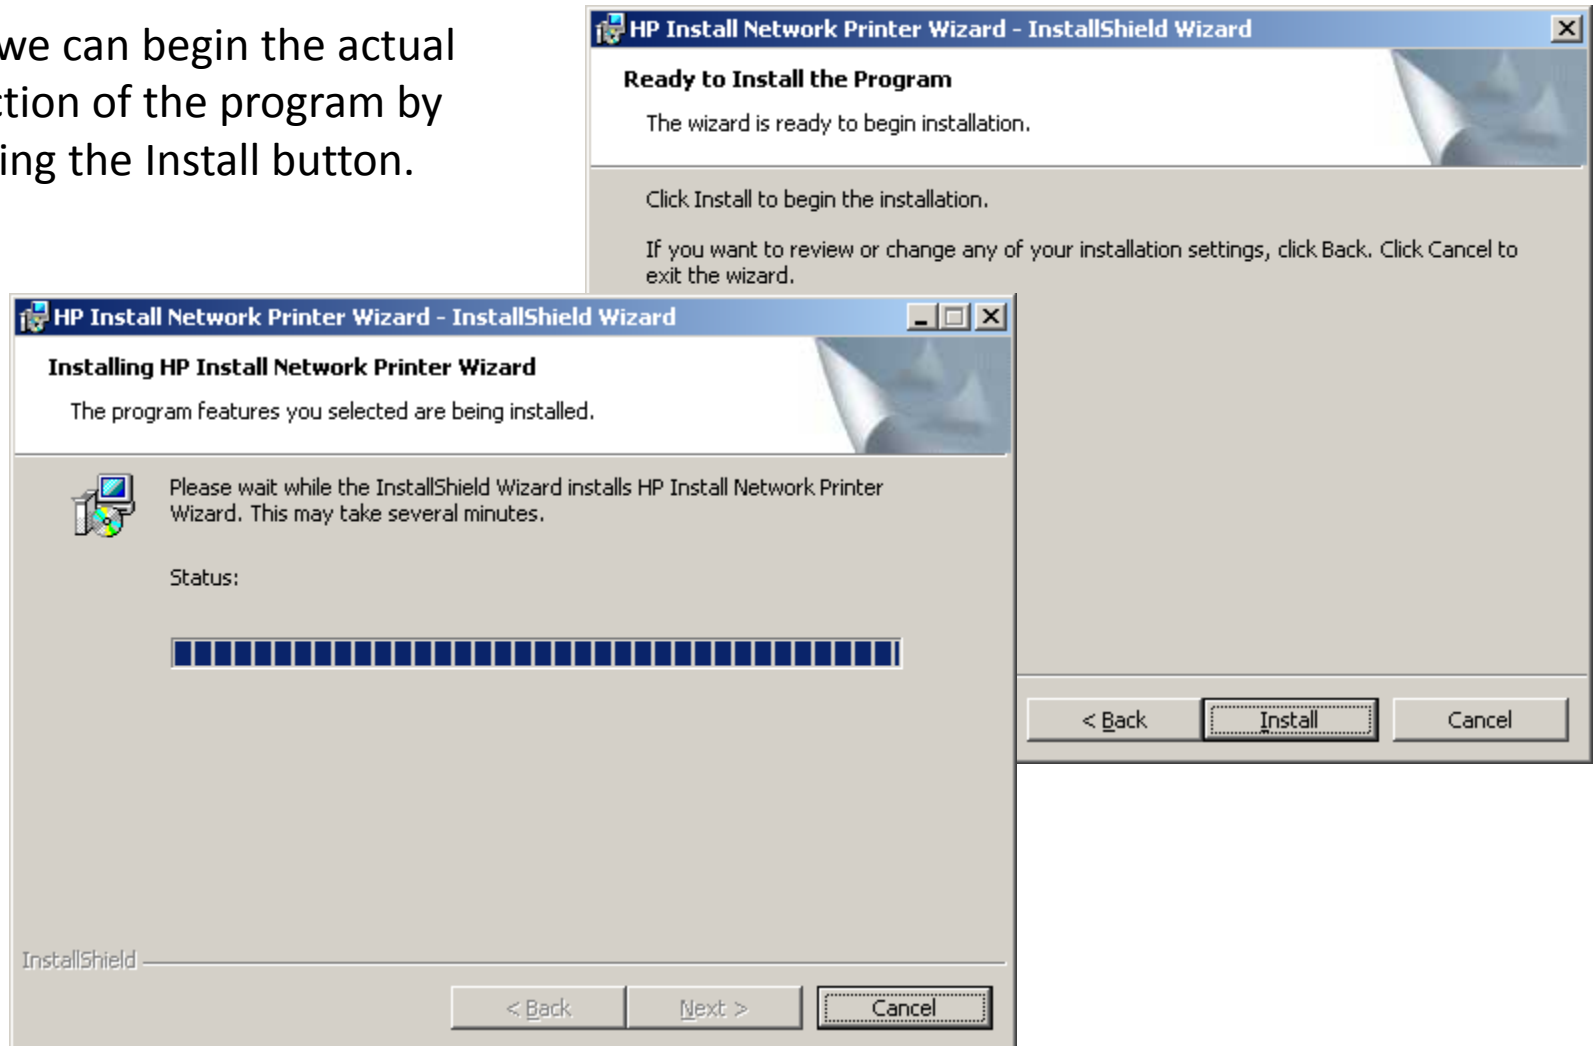 we can begin the actual
ction of the program by
ing the Install button.
HP Install Network Printer Wizard - InstallShield Wizard
Ready to Install the Program
The wizard is ready to begin installation.
Click Install to begin the installation.
If you want to review or change any of your installation settings, click Back. Click Cancel to
exit the wizard.
< Back Install Cancel
HP Install Network Printer Wizard - InstallShield Wizard
Installing HP Install Network Printer Wizard
The program features you selected are being installed.
Please wait while the InstallShield Wizard installs HP Install Network Printer
Wizard. This may take several minutes.
Status:
InstallShield
< Back Next > Cancel